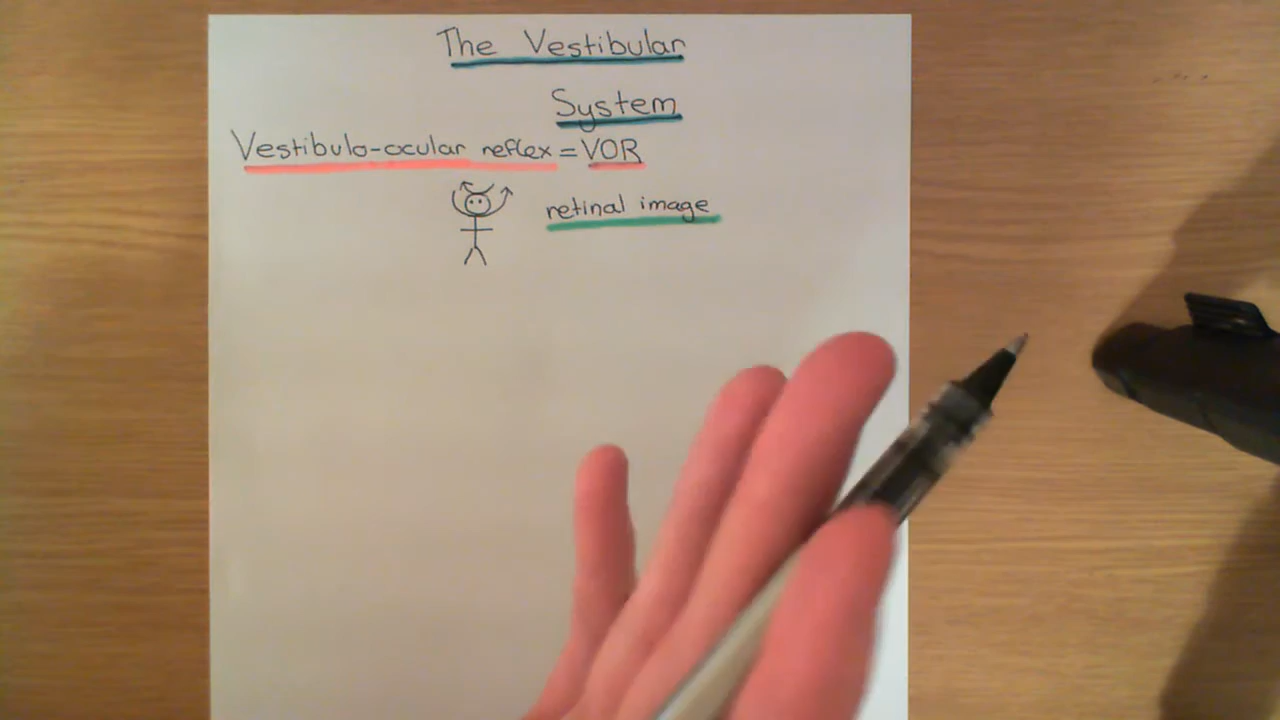 The Vestibular
System
Vestibulo-ocular reflex = VOR
retinal image